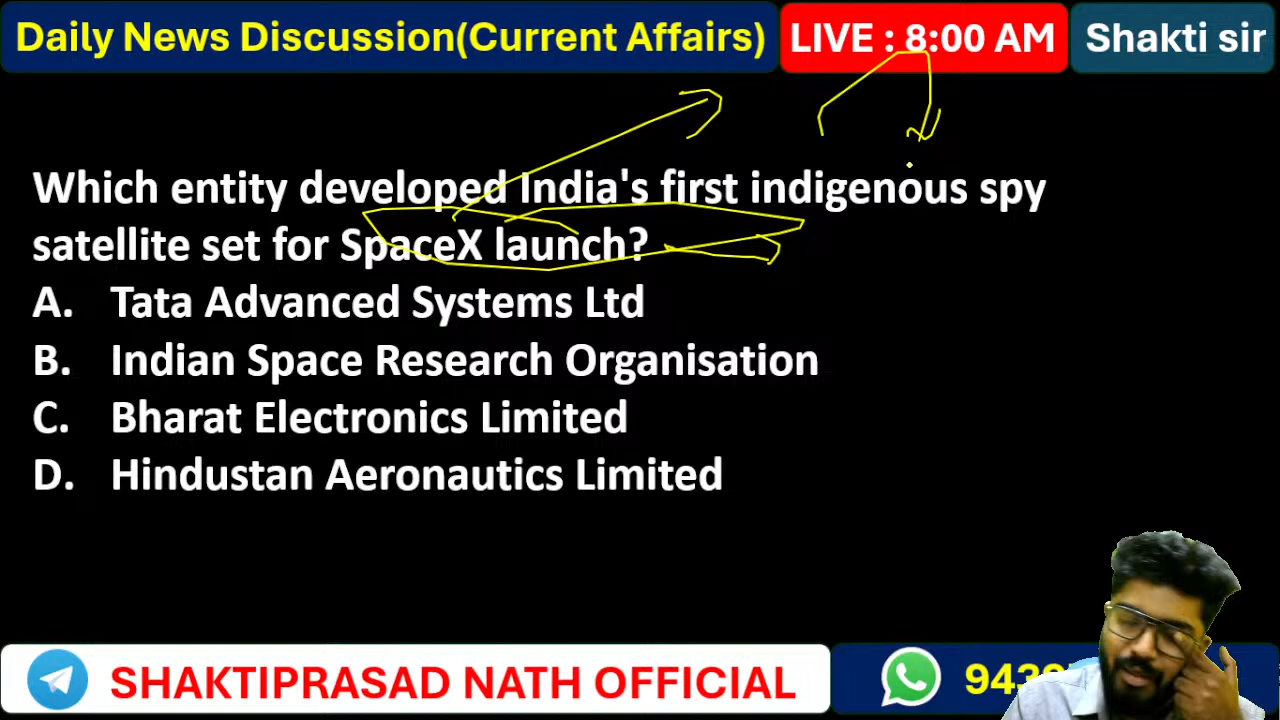 Daily News Discussion(Current Affairs)
LIVE : 8:00 AM
Shakti sir
Which entity developed India's first indigenous spy
satellite set for SpaceX launch?
A. Tata Advanced Systems Ltd
B. Indian Space Research Organisation
C. Bharat Electronics Limited
D. Hindustan Aeronautics Limited
SHAKTIPRASAD NATH OFFICIAL